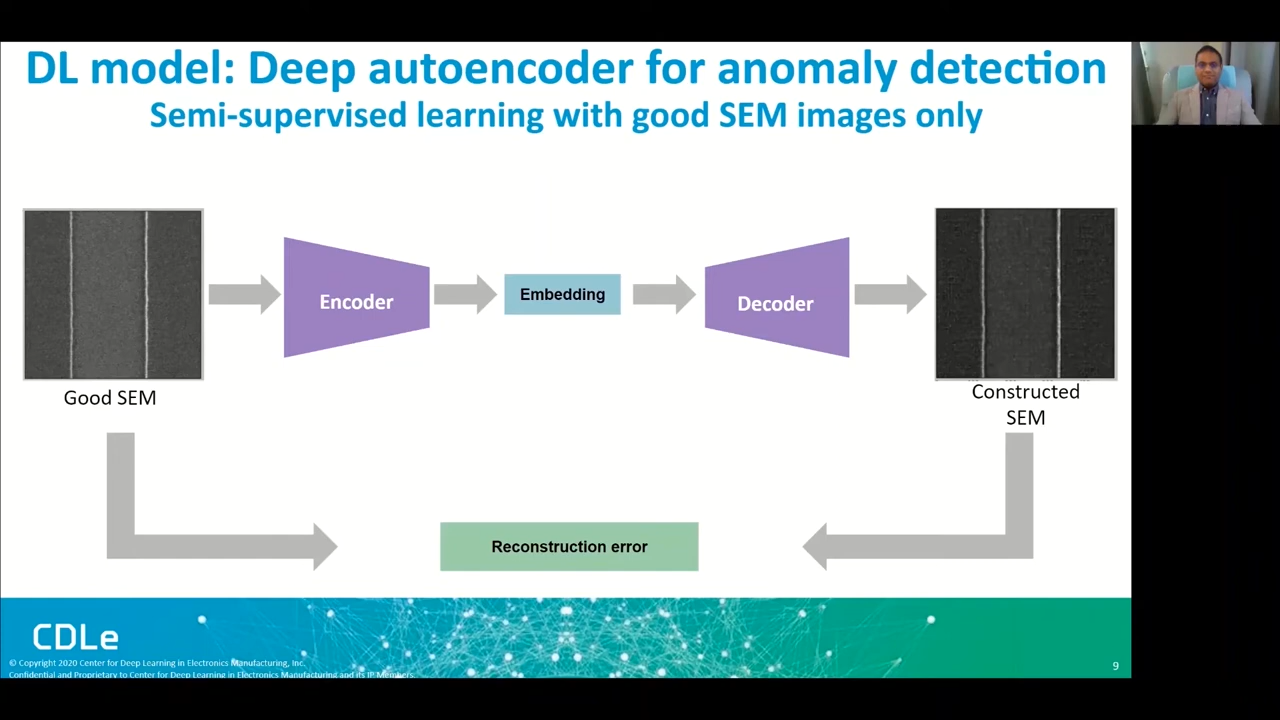 DL model: Deep autoencoder for anomaly detection
Semi-supervised learning with good SEM images only
Encoder
Embedding
Decoder
Good SEM
Constructed
SEM
Reconstruction error
CDLe
© Copyright 2020 Center for Deep Learning in Electronics Manufacturing, Inc.
Confidential and Proprietary to Center for Deep Learning in Electronics Manufacturing and its IP Members.
9